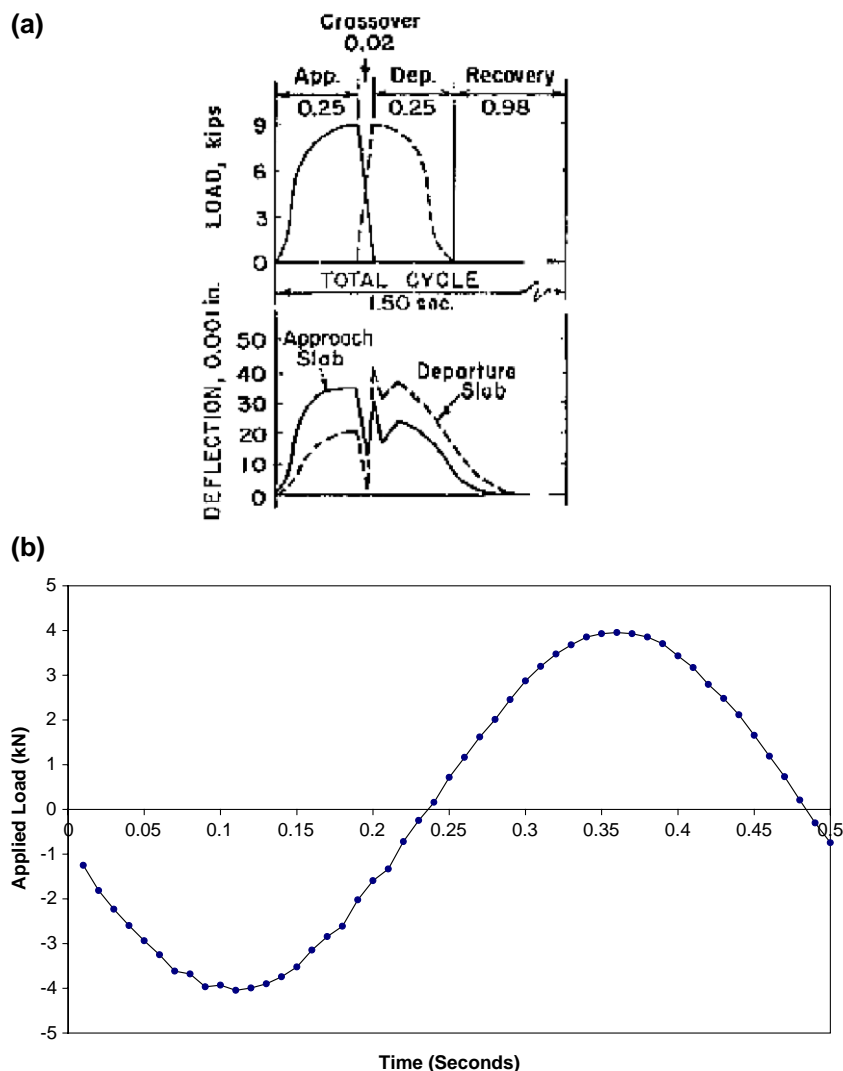 (a)
Crossover
0.02
App. Dep. Recovery
0.25 0.25 0.98
LOAD, kips
9
6
3
0
TOTAL CYCLE
1.50 sec.
DEFLECTION, 0.001 in.
50
40
30
20
10
0
Approach
Slab
Departure
Slab
(b)
Applied Load (kN)
5
4
3
2
1
0
-1
-2
-3
-4
-5
0 0.05 0.1 0.15 0.2 0.25 0.3 0.35 0.4 0.45 0.5
Time (Seconds)